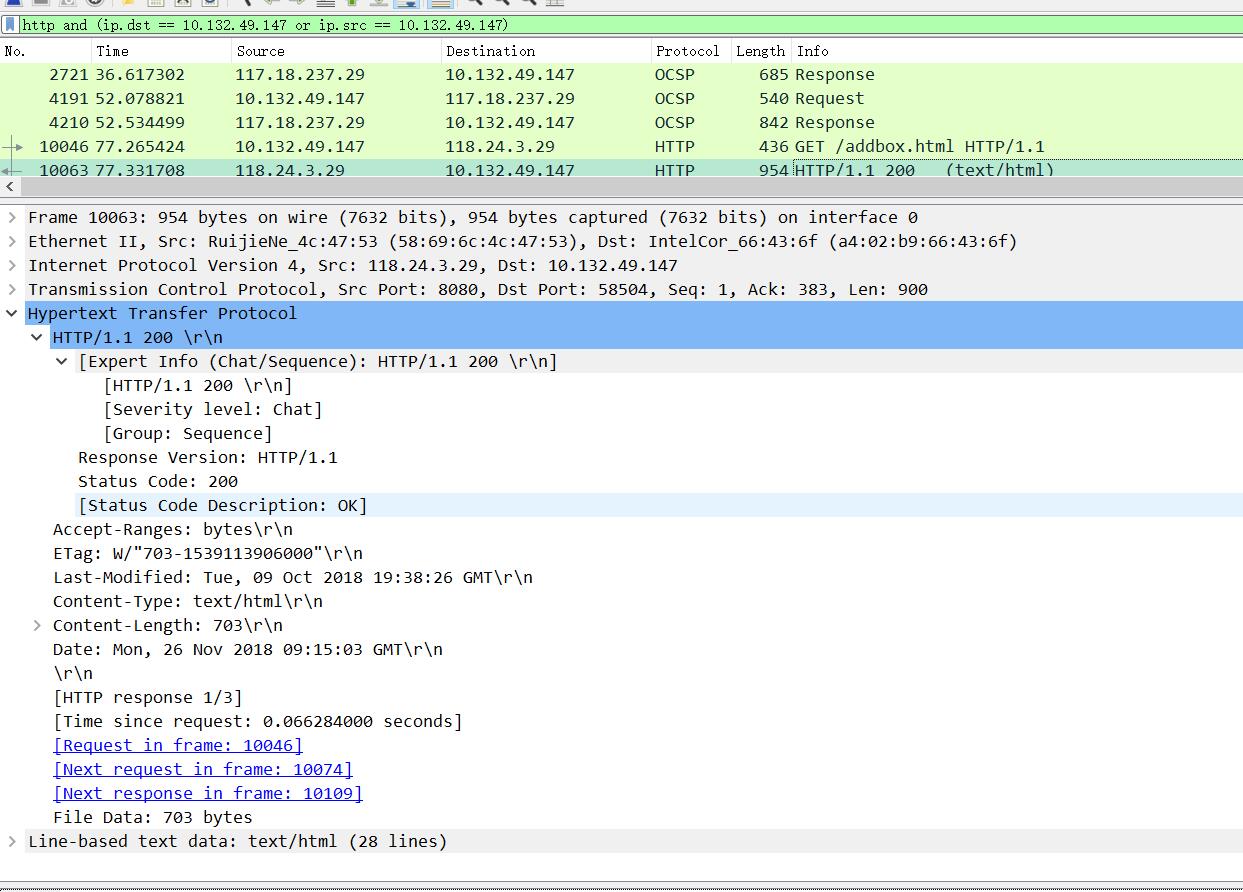 http and (ip.dst == 10.132.49.147 or ip.src == 10.132.49.147)
No. Time Source Destination Protocol Length Info
2721 36.617302 117.18.237.29 10.132.49.147 OCSP 685 Response
4191 52.078821 10.132.49.147 117.18.237.29 OCSP 540 Request
4210 52.534499 117.18.237.29 10.132.49.147 OCSP 842 Response
10046 77.265424 10.132.49.147 118.24.3.29 HTTP 436 GET /addbox.html HTTP/1.1
10063 77.331708 118.24.3.29 10.132.49.147 HTTP 954 HTTP/1.1 200 (text/html)
Frame 10063: 954 bytes on wire (7632 bits), 954 bytes captured (7632 bits) on interface 0
Ethernet II, Src: RuijieNe_4c:47:53 (58:69:6c:4c:47:53), Dst: IntelCor_66:43:6f (a4:02:b9:66:43:6f)
Internet Protocol Version 4, Src: 118.24.3.29, Dst: 10.132.49.147
Transmission Control Protocol, Src Port: 8080, Dst Port: 58504, Seq: 1, Ack: 383, Len: 900
Hypertext Transfer Protocol
HTTP/1.1 200 \r\n
[Expert Info (Chat/Sequence): HTTP/1.1 200 \r\n]
[HTTP/1.1 200 \r\n]
[Severity level: Chat]
[Group: Sequence]
Response Version: HTTP/1.1
Status Code: 200
[Status Code Description: OK]
Accept-Ranges: bytes\r\n
ETag: W/"703-1539113906000"\r\n
Last-Modified: Tue, 09 Oct 2018 19:38:26 GMT\r\n
Content-Type: text/html\r\n
Content-Length: 703\r\n
Date: Mon, 26 Nov 2018 09:15:03 GMT\r\n
\r\n
[HTTP response 1/3]
[Time since request: 0.066284000 seconds]
[Request in frame: 10046]
[Next request in frame: 10074]
[Next response in frame: 10109]
File Data: 703 bytes
Line-based text data: text/html (28 lines)